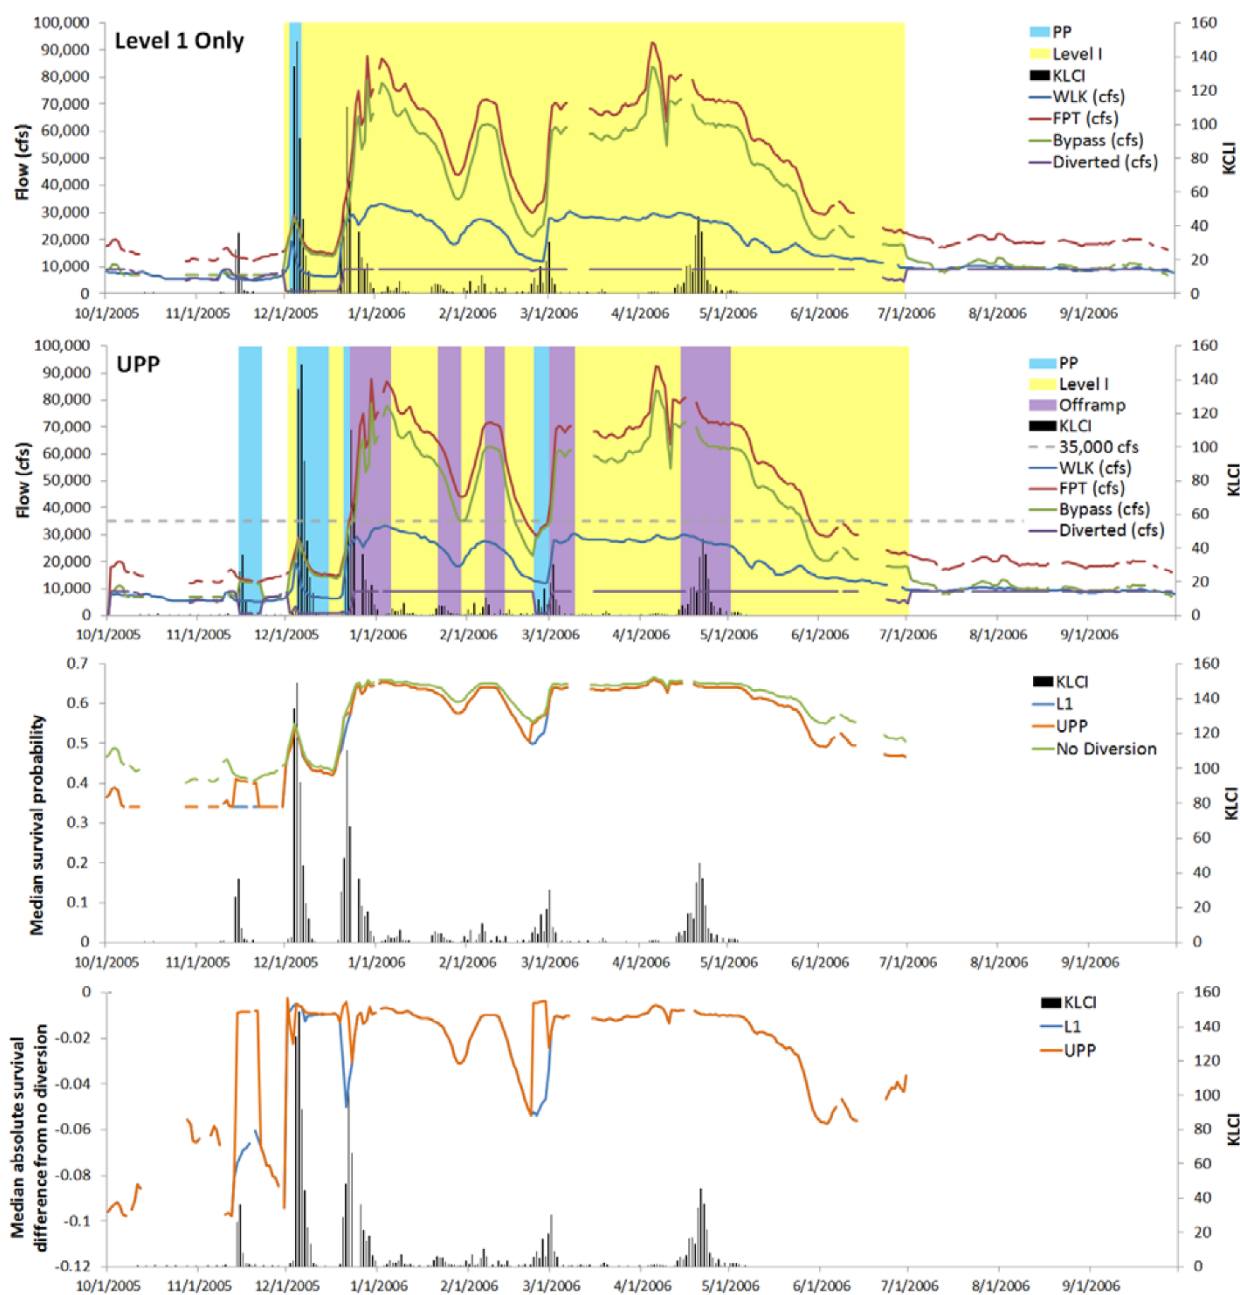 Level 1 Only
Flow (cfs)
100,000
90,000
80,000
70,000
60,000
50,000
40,000
30,000
20,000
10,000
0
10/1/2005 11/1/2005 12/1/2005 1/1/2006 2/1/2006 3/1/2006 4/1/2006 5/1/2006 6/1/2006 7/1/2006 8/1/2006 9/1/2006
160
140
120
100
80
60
40
20
0
KCLI
PP
Level I
KLCI
WLK (cfs)
FPT (cfs)
Bypass (cfs)
Diverted (cfs)
UPP
Flow (cfs)
100,000
90,000
80,000
70,000
60,000
50,000
40,000
30,000
20,000
10,000
0
10/1/2005 11/1/2005 12/1/2005 1/1/2006 2/1/2006 3/1/2006 4/1/2006 5/1/2006 6/1/2006 7/1/2006 8/1/2006 9/1/2006
160
140
120
100
80
60
40
20
0
KLCI
PP
Level I
Offramp
KLCI
35,000 cfs
WLK (cfs)
FPT (cfs)
Bypass (cfs)
Diverted (cfs)
Median survival probability
0.7
0.6
0.5
0.4
0.3
0.2
0.1
0
10/1/2005 11/1/2005 12/1/2005 1/1/2006 2/1/2006 3/1/2006 4/1/2006 5/1/2006 6/1/2006 7/1/2006 8/1/2006 9/1/2006
160
140
120
100
80
60
40
20
0
KLCI
KLCI
L1
UPP
No Diversion
Median absolute survival
difference from no diversion
0
-0.02
-0.04
-0.06
-0.08
-0.1
-0.12
10/1/2005 11/1/2005 12/1/2005 1/1/2006 2/1/2006 3/1/2006 4/1/2006 5/1/2006 6/1/2006 7/1/2006 8/1/2006 9/1/2006
160
140
120
100
80
60
40
20
0
KLCI
KLCI
L1
UPP